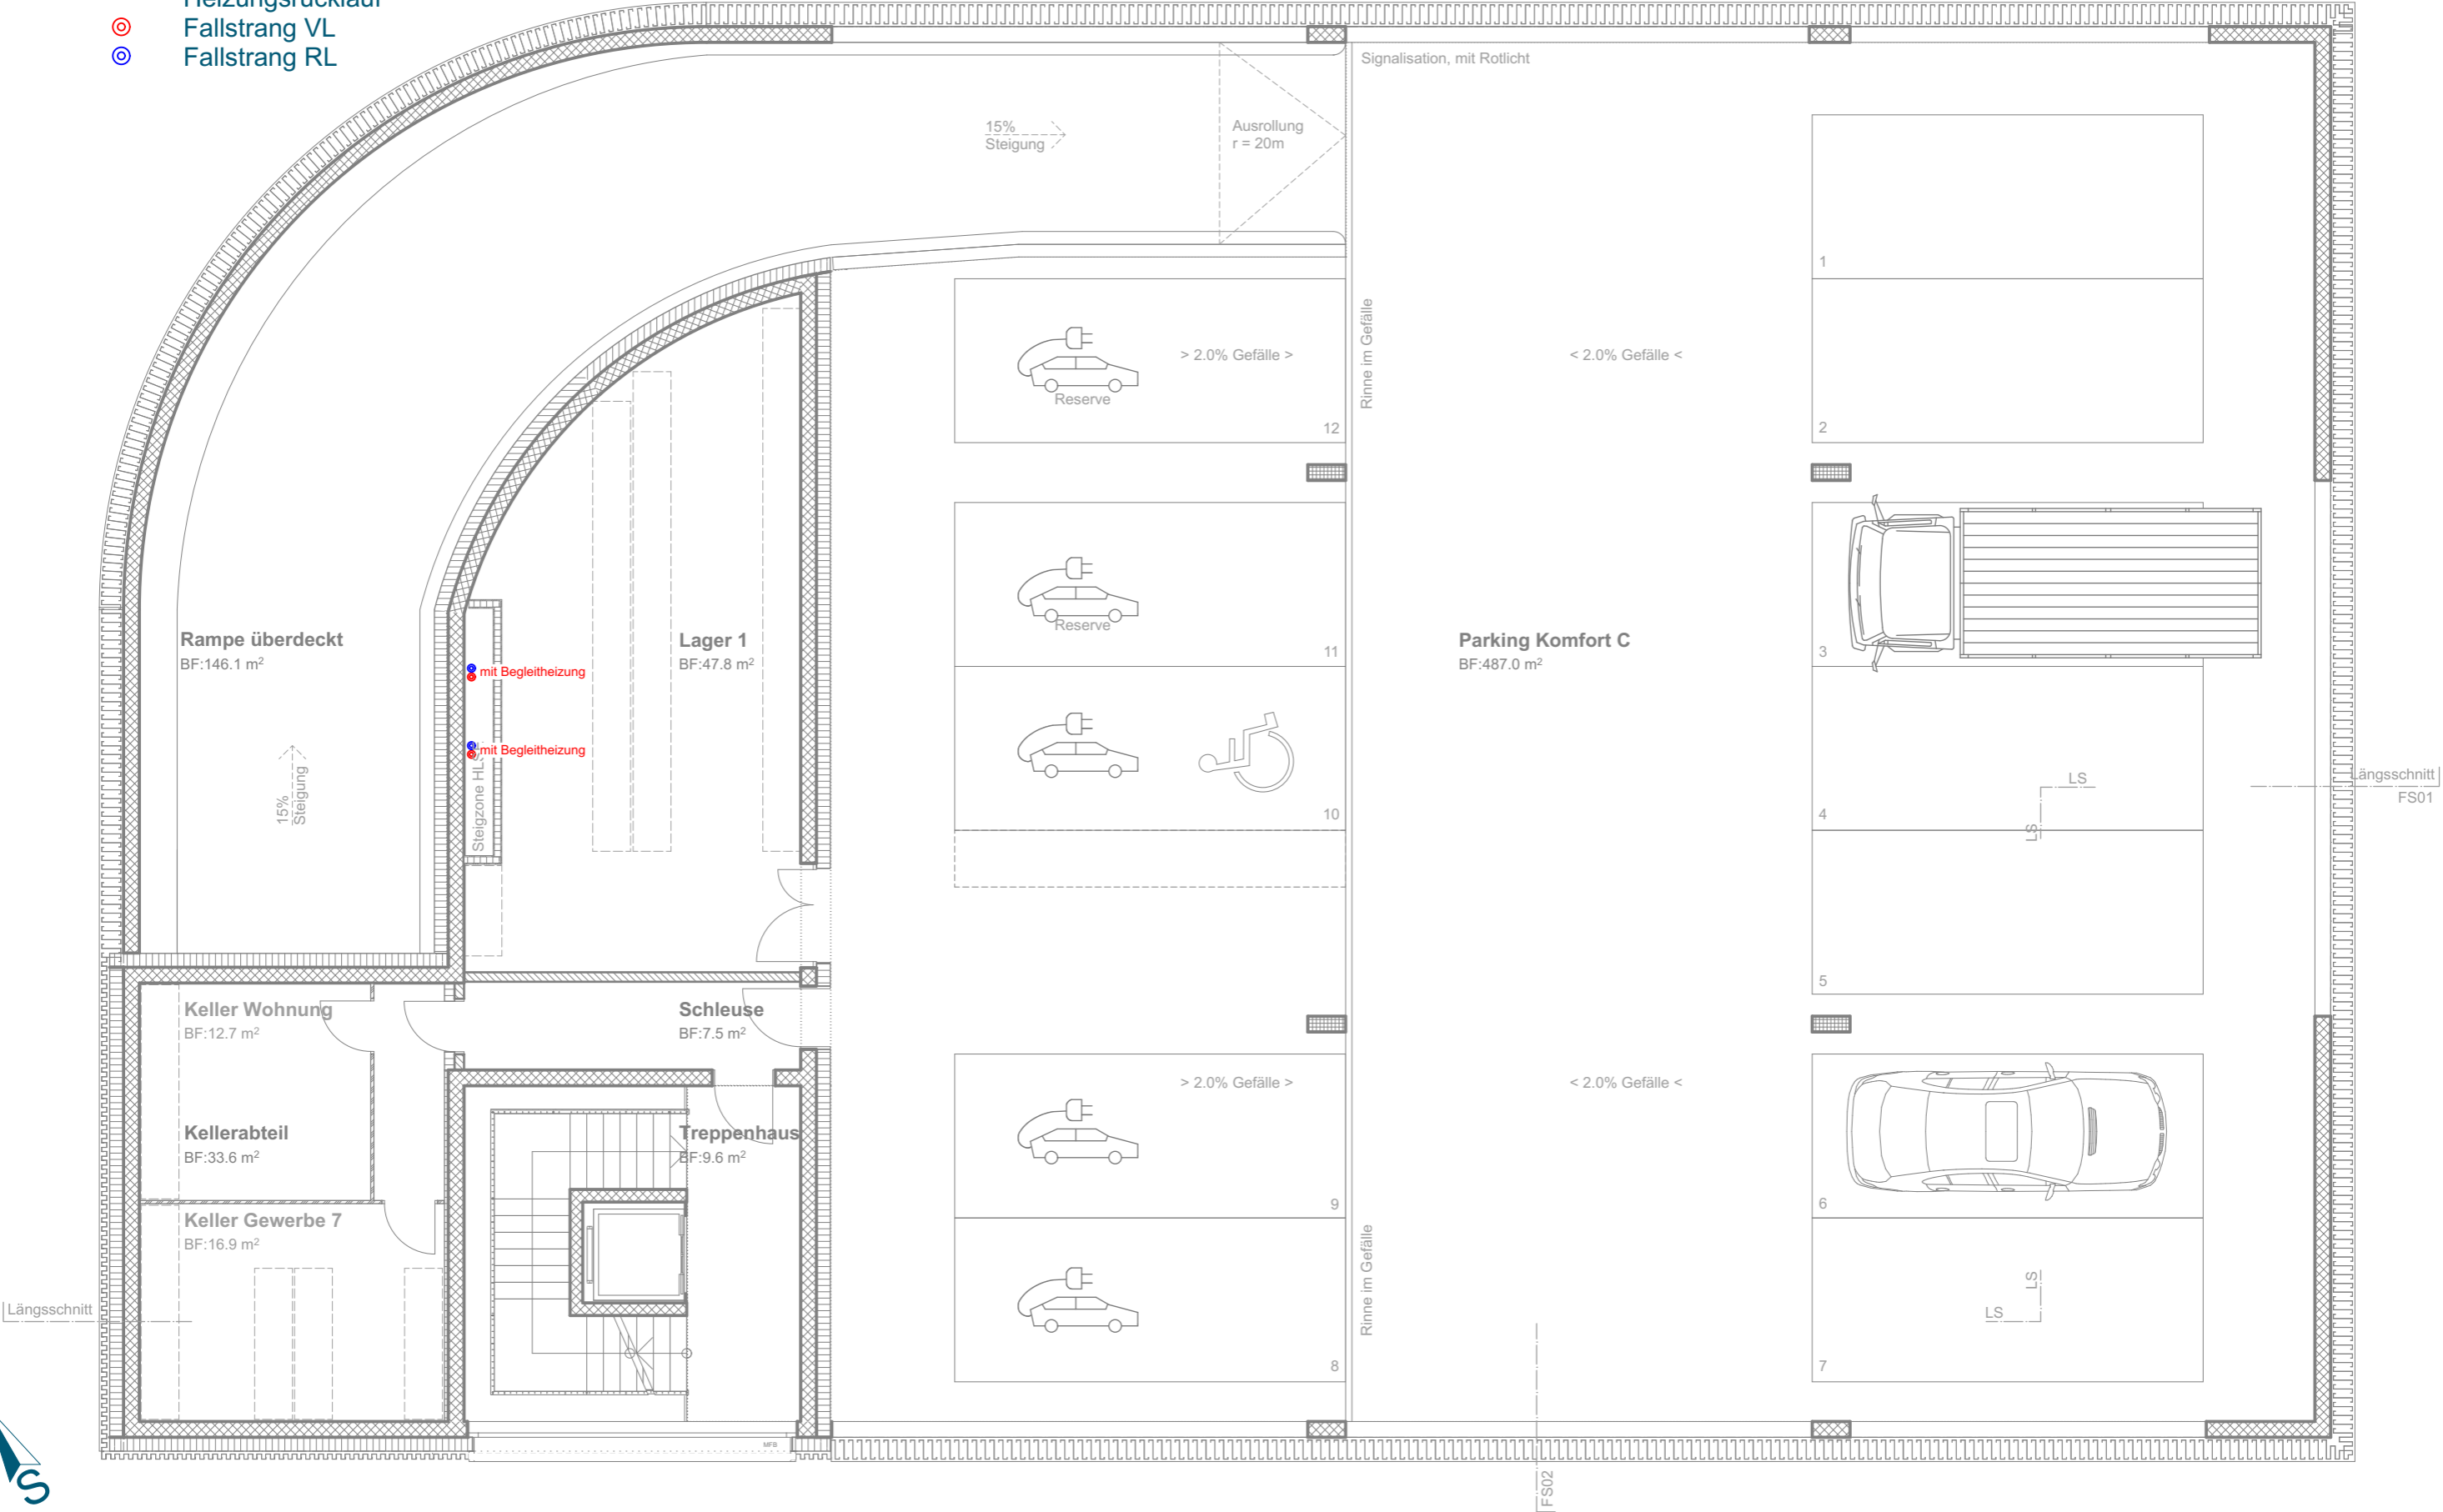 Heizungsrücklauf
Fallstrang VL
Fallstrang RL
Signalisation, mit Rotlicht
15%
Steigung
Ausrollung
r = 20m
1
Rinne im Gefälle
> 2.0% Gefälle >
< 2.0% Gefälle <
Reserve
12
2
Rampe überdeckt
BF:146.1 m²
mit Begleitheizung
mit Begleitheizung
Steigzone HLS
Lager 1
BF:47.8 m²
Reserve
11
Parking Komfort C
BF:487.0 m²
3
15%
Steigung
10
4
LS
LS
Längsschnitt
FS01
5
Keller Wohnung
BF:12.7 m²
Schleuse
BF:7.5 m²
> 2.0% Gefälle >
< 2.0% Gefälle <
Kellerabteil
BF:33.6 m²
Treppenhaus
BF:9.6 m²
9
6
Keller Gewerbe 7
BF:16.9 m²
Rinne im Gefälle
LS
LS
Längsschnitt
8
7
MFB
FS02
S